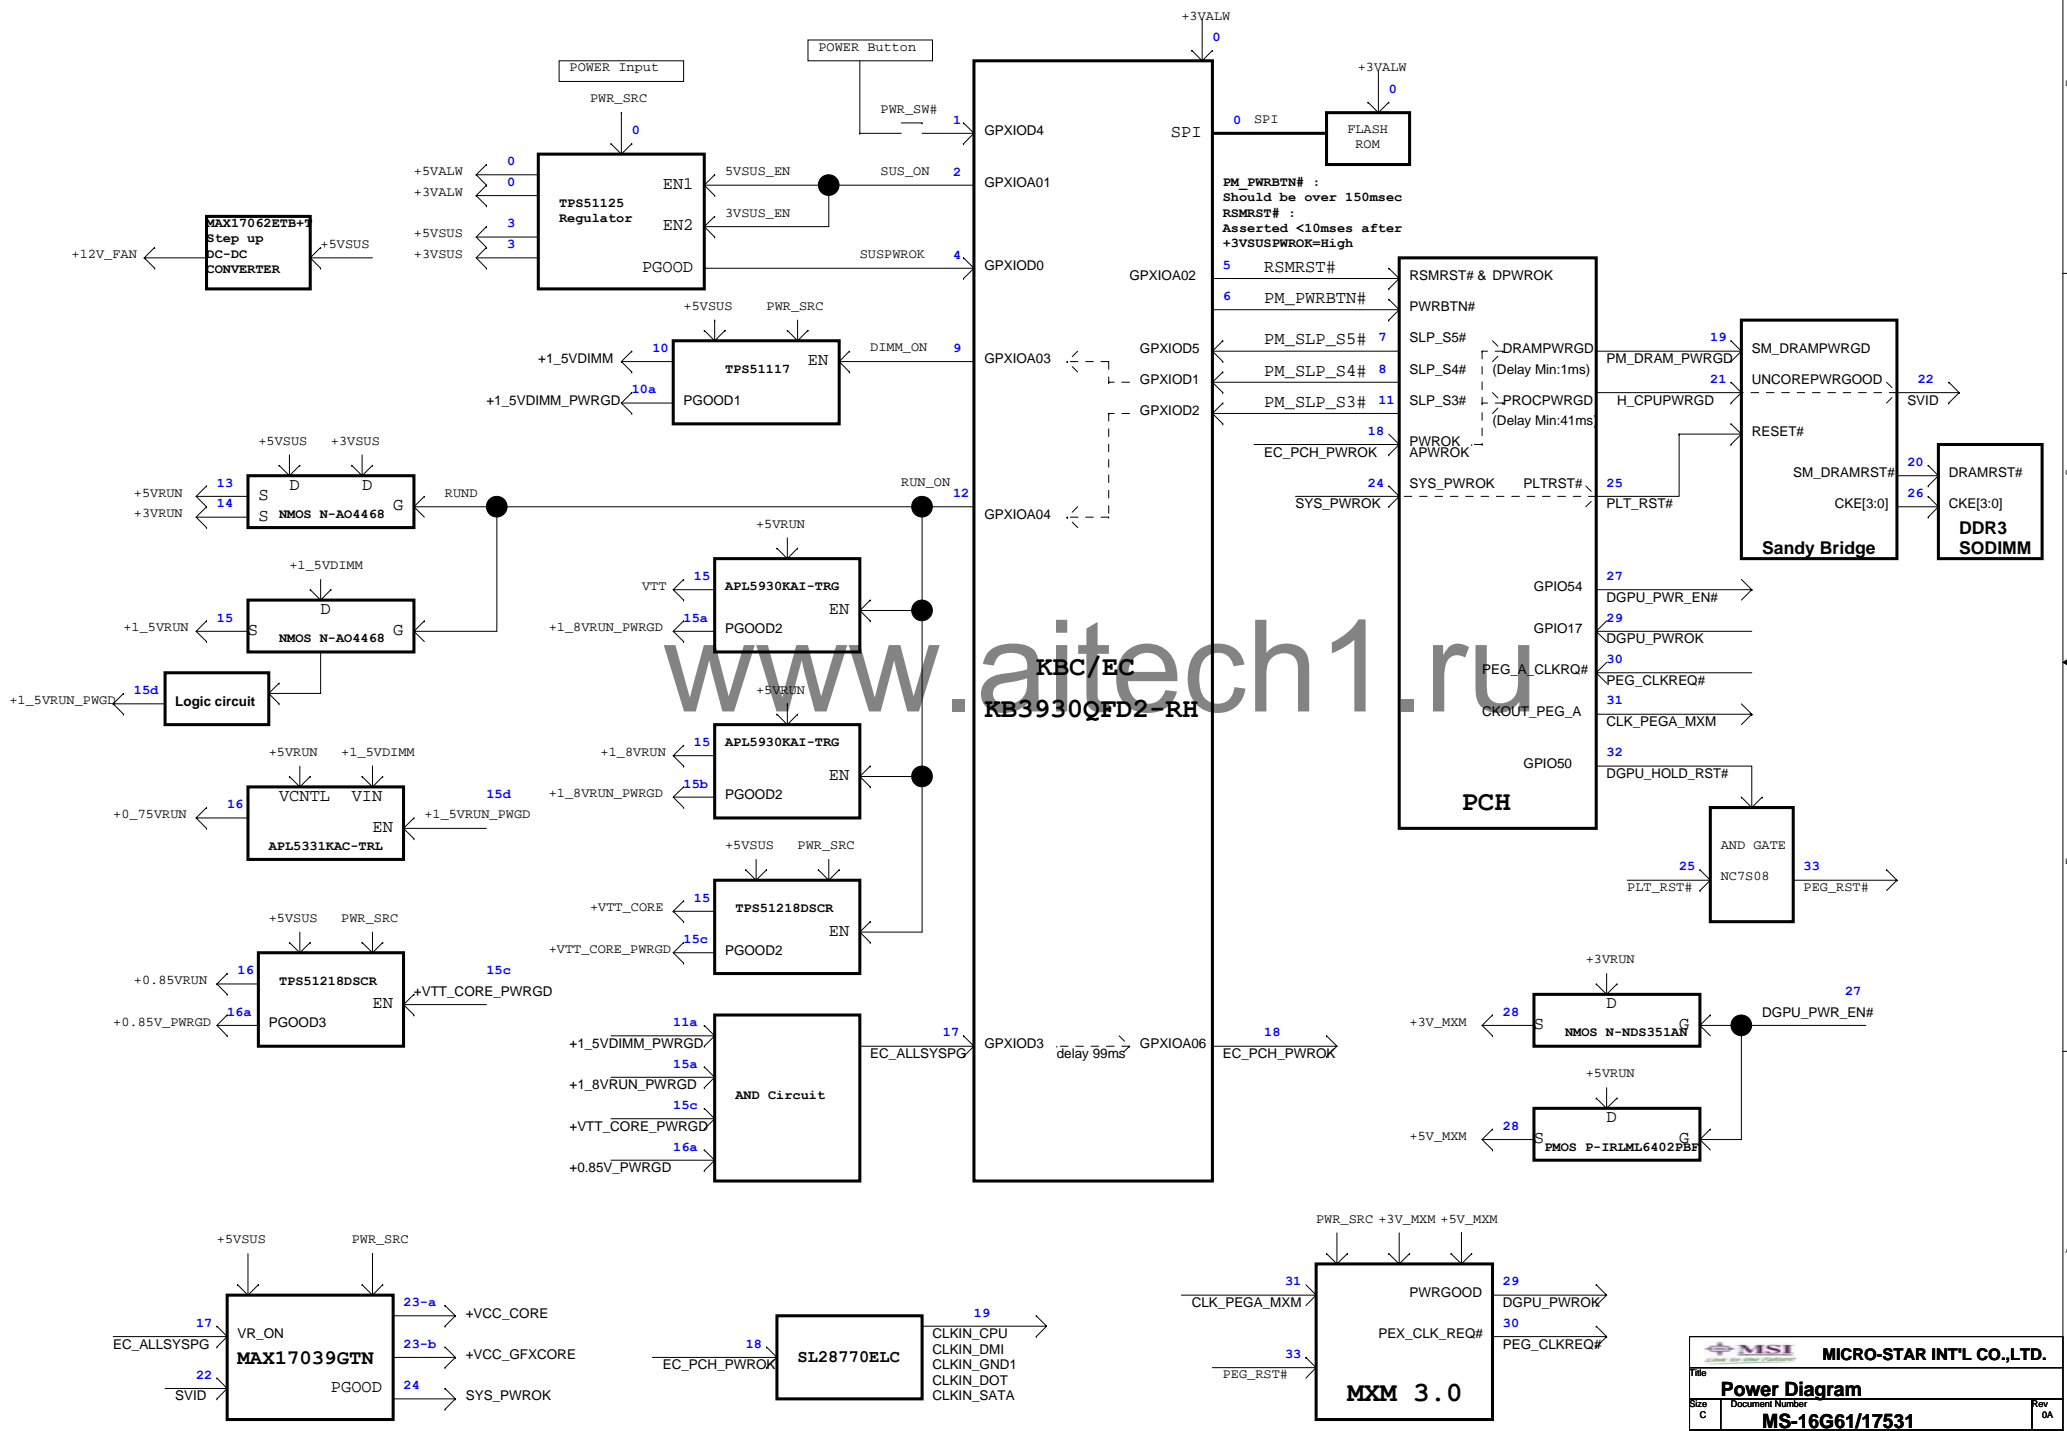 +3VALW
0
POWER Button
POWER Input
PWR_SRC
0
PWR_SW#
1
GPXIOD4
SPI
0 SPI
+3VALW
0
FLASH
ROM
+5VALW
0
+3VALW
0
+5VSUS
3
+3VSUS
3
TPS51125
Regulator
EN1
EN2
PGOOD
5VSUS_EN
3VSUS_EN
SUS_ON
2
GPXIOA01
SUSPWROK
4
GPXIOD0
PM_PWRBTN# :
Should be over 150msec
RSMRST# :
Asserted <10mses after
+3VSUSPWROK=High
+12V_FAN
MAX17062ETB+T
Step up
DC-DC
CONVERTER
+5VSUS
GPXIOA02
5 RSMRST#
6 PM_PWRBTN#
GPXIOD5
PM_SLP_S5# 7
GPXIOD1
PM_SLP_S4# 8
GPXIOD2
PM_SLP_S3# 11
18
EC_PCH_PWROK
24
SYS_PWROK
RSMRST# & DPWROK
PWRBTN#
SLP_S5#
SLP_S4#
SLP_S3#
PWROK
APWROK
SYS_PWROK
DRAMPWRGD
(Delay Min:1ms)
PROCPWRGD
(Delay Min:41ms)
PLTRST#
19
PM_DRAM_PWRGD
21
H_CPUPWRGD
25
PLT_RST#
SM_DRAMPWRGD
UNCOREPWRGOOD
RESET#
SM_DRAMRST#
CKE[3:0]
Sandy Bridge
22
SVID
20
26
DRAMRST#
CKE[3:0]
DDR3
SODIMM
+5VSUS
PWR_SRC
+1_5VDIMM
10
+1_5VDIMM_PWRGD
10a
TPS51117
EN
PGOOD1
DIMM_ON
9
GPXIOA03
+5VSUS
+3VSUS
+5VRUN
13
+3VRUN
14
D
D
S
S
G
NMOS N-AO4468
RUND
RUN_ON
12
GPXIOA04
+1_5VDIMM
+1_5VRUN
15
D
S
G
NMOS N-AO4468
15d
+1_5VRUN_PWGD
Logic circuit
+5VRUN
VTT
15
+1_8VRUN_PWRGD
15a
APL5930KAI-TRG
EN
PGOOD2
www.aitech1.ru
KBC/EC
KB3930QFD2-RH
+5VRUN
+1_8VRUN
15
+1_8VRUN_PWRGD
15b
APL5930KAI-TRG
EN
PGOOD2
+5VRUN
+1_5VDIMM
+0_75VRUN
16
VCNTL
VIN
EN
APL5331KAC-TRL
15d
+1_5VRUN_PWGD
+5VSUS
PWR_SRC
+VTT_CORE
15
+VTT_CORE_PWRGD
15c
TPS51218DSCR
EN
PGOOD2
+5VSUS
PWR_SRC
+0.85VRUN
16
+0.85V_PWRGD
16a
TPS51218DSCR
EN
PGOOD3
15c
+VTT_CORE_PWRGD
11a
+1_5VDIMM_PWRGD
15a
+1_8VRUN_PWRGD
15c
+VTT_CORE_PWRGD
16a
+0.85V_PWRGD
AND Circuit
17
EC_ALLSYSPG
GPXIOD3
delay 99ms
GPXIOA06
18
EC_PCH_PWROK
GPIO54
27
DGPU_PWR_EN#
GPIO17
29
DGPU_PWROK
PEG_A_CLKRQ#
30
PEG_CLKREQ#
CKOUT_PEG_A
31
CLK_PEGA_MXM
GPIO50
32
DGPU_HOLD_RST#
PCH
AND GATE
NC7S08
25
PLT_RST#
33
PEG_RST#
+3VRUN
+3V_MXM
28
D
S
G
NMOS N-NDS351AN
27
DGPU_PWR_EN#
+5VRUN
+5V_MXM
28
D
S
G
PMOS P-IRLML6402PBF
+5VSUS
PWR_SRC
17
EC_ALLSYSPG
22
SVID
VR_ON
MAX17039GTN
PGOOD
23-a
+VCC_CORE
23-b
+VCC_GFXCORE
24
SYS_PWROK
18
EC_PCH_PWROK
SL28770ELC
19
CLKIN_CPU
CLKIN_DMI
CLKIN_GND1
CLKIN_DOT
CLKIN_SATA
PWR_SRC +3V_MXM +5V_MXM
31
CLK_PEGA_MXM
33
PEG_RST#
PWRGOOD
PEX_CLK_REQ#
MXM 3.0
29
DGPU_PWROK
30
PEG_CLKREQ#
MSI
MICRO-STAR INT'L CO.,LTD.
Title
Power Diagram
Size
C
Document Number
MS-16G61/17531
Rev
0A